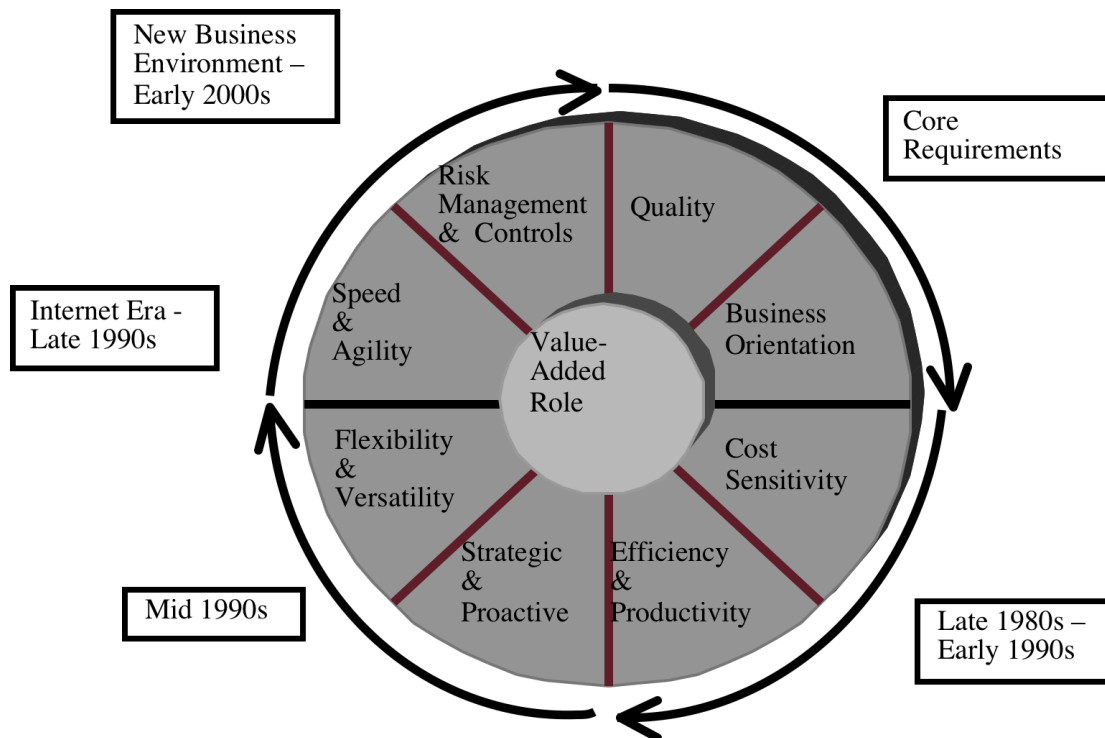 New Business
Environment –
Early 2000s
Core
Requirements
Risk
Management
& Controls
Quality
Speed
&
Agility
Business
Orientation
Internet Era -
Late 1990s
Value-
Added
Role
Flexibility
&
Versatility
Cost
Sensitivity
Strategic
&
Proactive
Efficiency
&
Productivity
Mid 1990s
Late 1980s –
Early 1990s